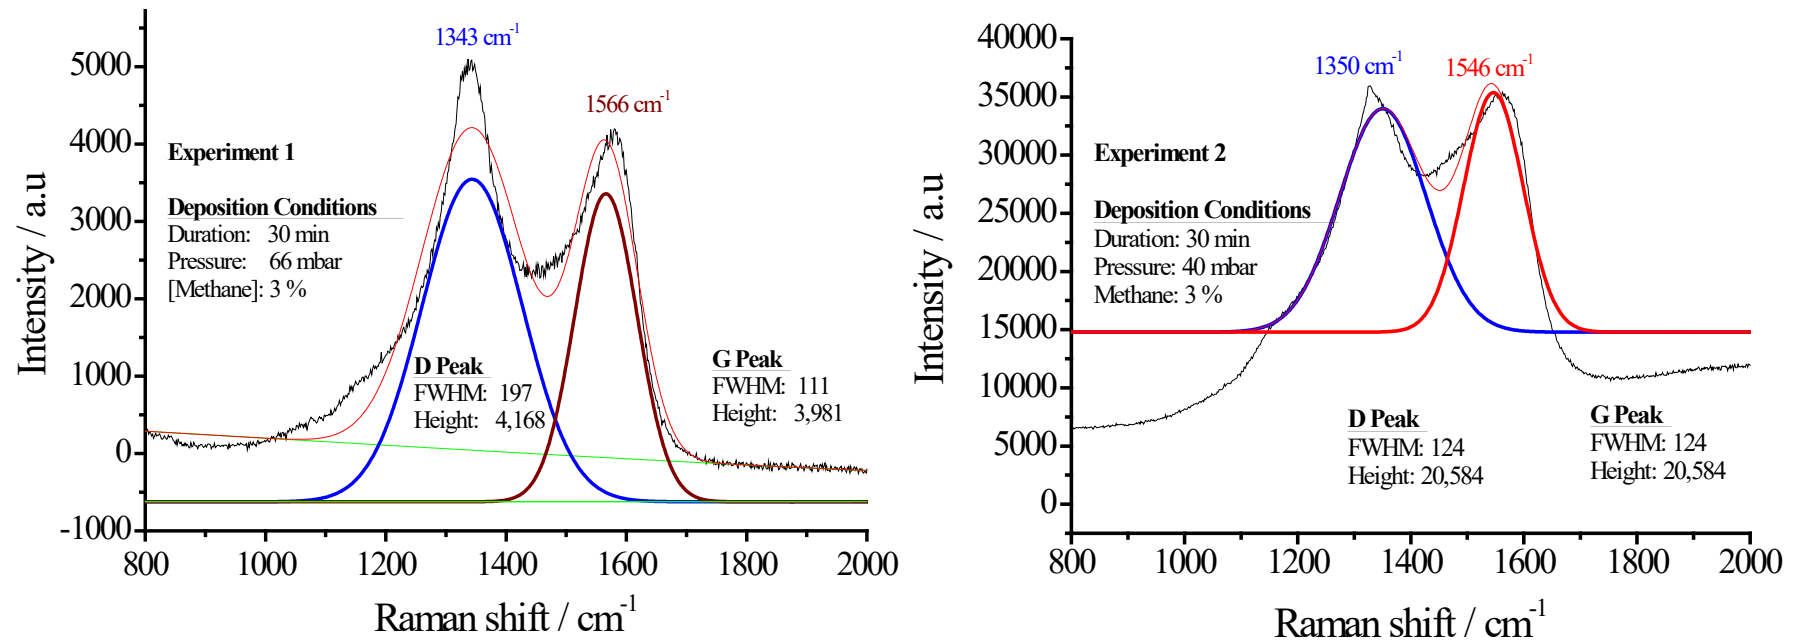 1343 cm-1
1566 cm-1
Experiment 1
Deposition Conditions
Duration: 30 min
Pressure: 66 mbar
[Methane]: 3 %
D Peak
FWHM: 197
Height: 4,168
G Peak
FWHM: 111
Height: 3,981
Intensity / a.u
5000
4000
3000
2000
1000
0
-1000
800 1000 1200 1400 1600 1800 2000
Raman shift / cm-1
1350 cm-1
1546 cm-1
Experiment 2
Deposition Conditions
Duration: 30 min
Pressure: 40 mbar
Methane: 3 %
D Peak
FWHM: 124
Height: 20,584
G Peak
FWHM: 124
Height: 20,584
Intensity / a.u
40000
35000
30000
25000
20000
15000
10000
5000
0
800 1000 1200 1400 1600 1800 2000
Raman shift / cm-1